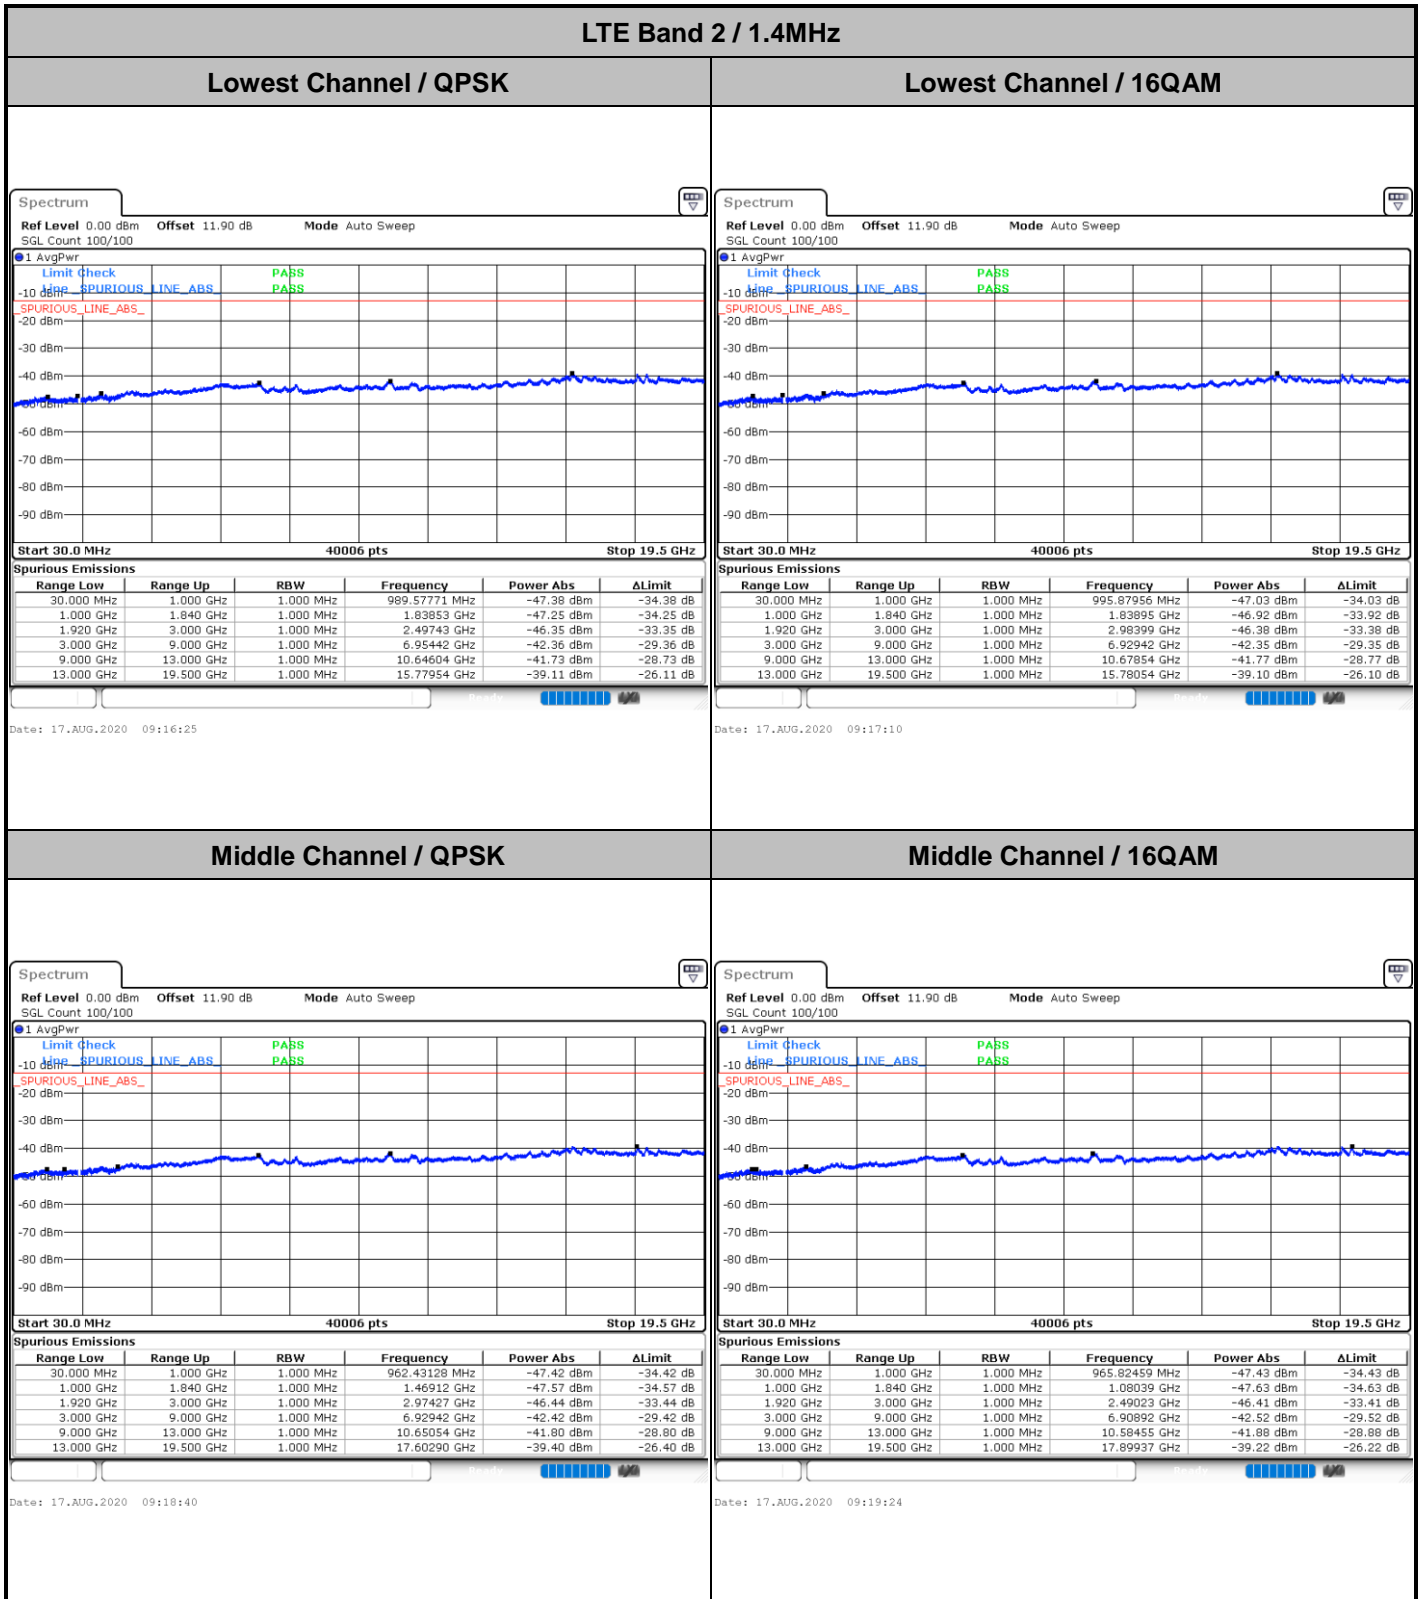 LTE Band 2 / 1.4MHz
Lowest Channel / QPSK
Lowest Channel / 16QAM
Spectrum
Ref Level 0.00 dBm Offset 11.90 dB Mode Auto Sweep
SGL Count 100/100
1 AvgPwr
Limit Check PASS
Line _SPURIOUS_LINE_ABS_ PASS
-10 dBm
_SPURIOUS_LINE_ABS_
-20 dBm
-30 dBm
-40 dBm
-50 dBm
-60 dBm
-70 dBm
-80 dBm
-90 dBm
Start 30.0 MHz 40006 pts Stop 19.5 GHz
Spurious Emissions
Range Low Range Up RBW Frequency Power Abs ΔLimit
30.000 MHz 1.000 GHz 1.000 MHz 989.57771 MHz -47.38 dBm -34.38 dB
1.000 GHz 1.840 GHz 1.000 MHz 1.83853 GHz -47.25 dBm -34.25 dB
1.920 GHz 3.000 GHz 1.000 MHz 2.49743 GHz -46.35 dBm -33.35 dB
3.000 GHz 9.000 GHz 1.000 MHz 6.95442 GHz -42.36 dBm -29.36 dB
9.000 GHz 13.000 GHz 1.000 MHz 10.64604 GHz -41.73 dBm -28.73 dB
13.000 GHz 19.500 GHz 1.000 MHz 15.77954 GHz -39.11 dBm -26.11 dB
Ready
Date: 17.AUG.2020 09:16:25
Spectrum
Ref Level 0.00 dBm Offset 11.90 dB Mode Auto Sweep
SGL Count 100/100
1 AvgPwr
Limit Check PASS
Line _SPURIOUS_LINE_ABS_ PASS
-10 dBm
_SPURIOUS_LINE_ABS_
-20 dBm
-30 dBm
-40 dBm
-50 dBm
-60 dBm
-70 dBm
-80 dBm
-90 dBm
Start 30.0 MHz 40006 pts Stop 19.5 GHz
Spurious Emissions
Range Low Range Up RBW Frequency Power Abs ΔLimit
30.000 MHz 1.000 GHz 1.000 MHz 995.87956 MHz -47.03 dBm -34.03 dB
1.000 GHz 1.840 GHz 1.000 MHz 1.83895 GHz -46.92 dBm -33.92 dB
1.920 GHz 3.000 GHz 1.000 MHz 2.98399 GHz -46.38 dBm -33.38 dB
3.000 GHz 9.000 GHz 1.000 MHz 6.92942 GHz -42.35 dBm -29.35 dB
9.000 GHz 13.000 GHz 1.000 MHz 10.67854 GHz -41.77 dBm -28.77 dB
13.000 GHz 19.500 GHz 1.000 MHz 15.78054 GHz -39.10 dBm -26.10 dB
Ready
Date: 17.AUG.2020 09:17:10
Middle Channel / QPSK
Middle Channel / 16QAM
Spectrum
Ref Level 0.00 dBm Offset 11.90 dB Mode Auto Sweep
SGL Count 100/100
1 AvgPwr
Limit Check PASS
Line _SPURIOUS_LINE_ABS_ PASS
-10 dBm
_SPURIOUS_LINE_ABS_
-20 dBm
-30 dBm
-40 dBm
-50 dBm
-60 dBm
-70 dBm
-80 dBm
-90 dBm
Start 30.0 MHz 40006 pts Stop 19.5 GHz
Spurious Emissions
Range Low Range Up RBW Frequency Power Abs ΔLimit
30.000 MHz 1.000 GHz 1.000 MHz 962.43128 MHz -47.42 dBm -34.42 dB
1.000 GHz 1.840 GHz 1.000 MHz 1.46912 GHz -47.57 dBm -34.57 dB
1.920 GHz 3.000 GHz 1.000 MHz 2.97427 GHz -46.44 dBm -33.44 dB
3.000 GHz 9.000 GHz 1.000 MHz 6.92942 GHz -42.42 dBm -29.42 dB
9.000 GHz 13.000 GHz 1.000 MHz 10.65054 GHz -41.80 dBm -28.80 dB
13.000 GHz 19.500 GHz 1.000 MHz 17.60290 GHz -39.40 dBm -26.40 dB
Ready
Date: 17.AUG.2020 09:18:40
Spectrum
Ref Level 0.00 dBm Offset 11.90 dB Mode Auto Sweep
SGL Count 100/100
1 AvgPwr
Limit Check PASS
Line _SPURIOUS_LINE_ABS_ PASS
-10 dBm
_SPURIOUS_LINE_ABS_
-20 dBm
-30 dBm
-40 dBm
-50 dBm
-60 dBm
-70 dBm
-80 dBm
-90 dBm
Start 30.0 MHz 40006 pts Stop 19.5 GHz
Spurious Emissions
Range Low Range Up RBW Frequency Power Abs ΔLimit
30.000 MHz 1.000 GHz 1.000 MHz 965.82459 MHz -47.43 dBm -34.43 dB
1.000 GHz 1.840 GHz 1.000 MHz 1.08039 GHz -47.63 dBm -34.63 dB
1.920 GHz 3.000 GHz 1.000 MHz 2.49023 GHz -46.41 dBm -33.41 dB
3.000 GHz 9.000 GHz 1.000 MHz 6.90892 GHz -42.52 dBm -29.52 dB
9.000 GHz 13.000 GHz 1.000 MHz 10.58455 GHz -41.88 dBm -28.88 dB
13.000 GHz 19.500 GHz 1.000 MHz 17.89937 GHz -39.22 dBm -26.22 dB
Ready
Date: 17.AUG.2020 09:19:24